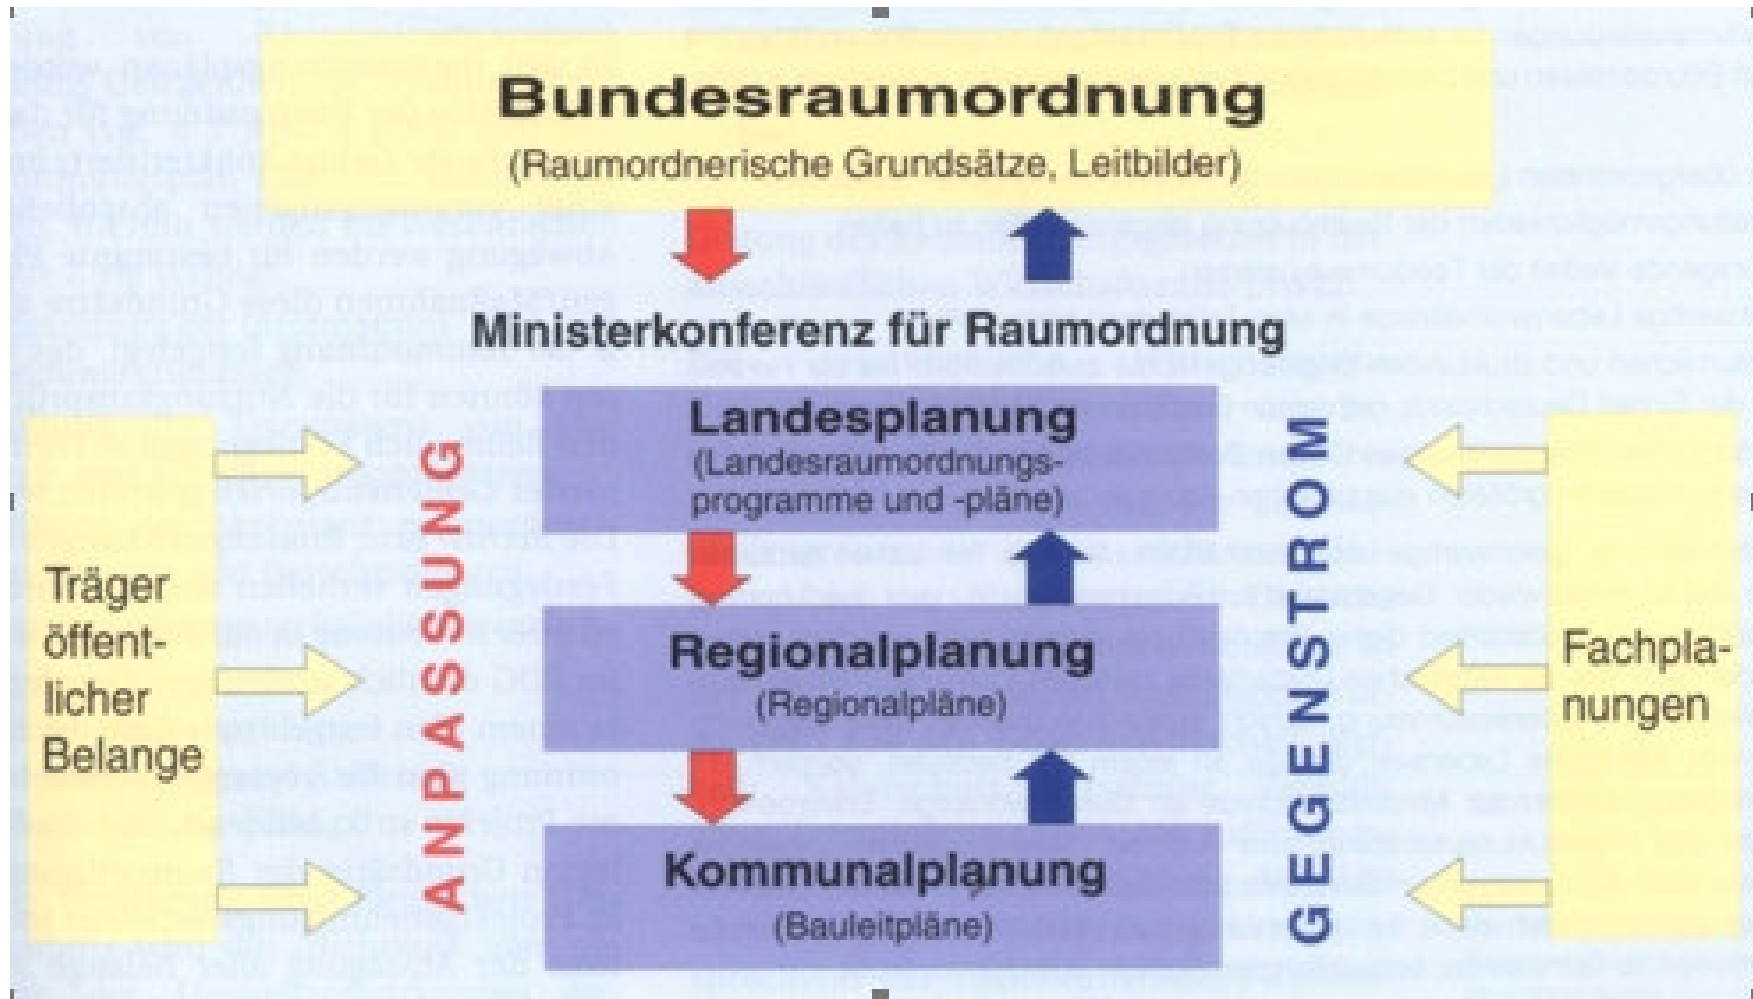 Bundesraumordnung
(Raumordnerische Grundsätze, Leitbilder)
Ministerkonferenz für Raumordnung
Landesplanung
(Landesraumordnungs-
programme und -pläne)
Regionalplanung
(Regionalpläne)
Kommunalplanung
(Bauleitpläne)
Träger
öffent-
licher
Belange
ANPASSUNG
GEGENSTROM
Fachpla-
nungen